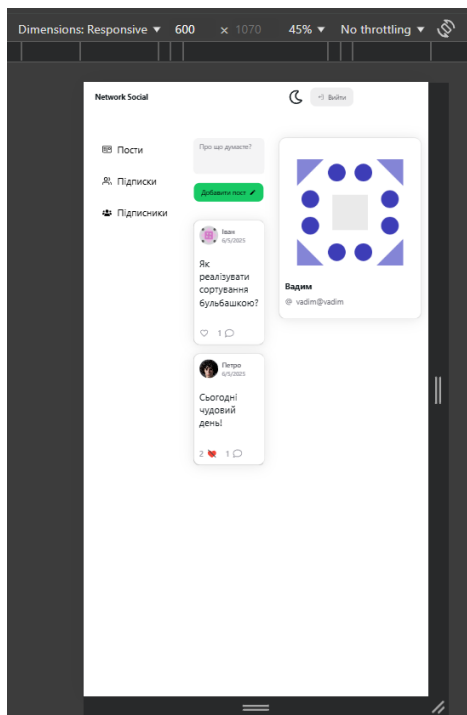 Dimensions: Responsive ▼ 600 × 1070 45% ▼ No throttling ▼
Network Social
Вийти
Пости
Підписки
Підписники
Про що думаєте?
Добавити пост
Іван
6/5/2025
Як
реалізувати
сортування
бульбашкою?
1
Петро
6/5/2025
Сьогодні
чудовий
день!
2 1
Вадим
@ vadim@vadim